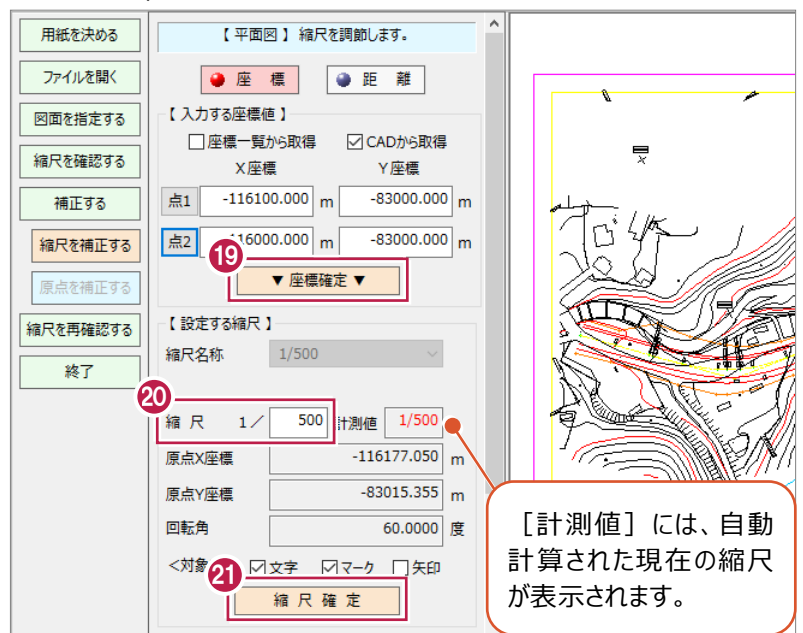 用紙を決める
ファイルを開く
図面を指定する
縮尺を確認する
補正する
縮尺を補正する
原点を補正する
縮尺を再確認する
終了
【 平面図 】 縮尺を調節します。
座 標
距 離
【 入力する座標値 】
座標一覧から取得 CADから取得
X座標 Y座標
点1 -116100.000 m -83000.000 m
点2 -116000.000 m -83000.000 m
19
▼ 座標確定 ▼
【 設定する縮尺 】
縮尺名称 1/500
20
縮 尺 1/ 500 計測値 1/500
原点X座標 -116177.050 m
原点Y座標 -83015.355 m
回転角 60.0000 度
<対象 文字 マーク 矢印
21
縮 尺 確 定
［計測値］には、自動
計算された現在の縮尺
が表示されます。